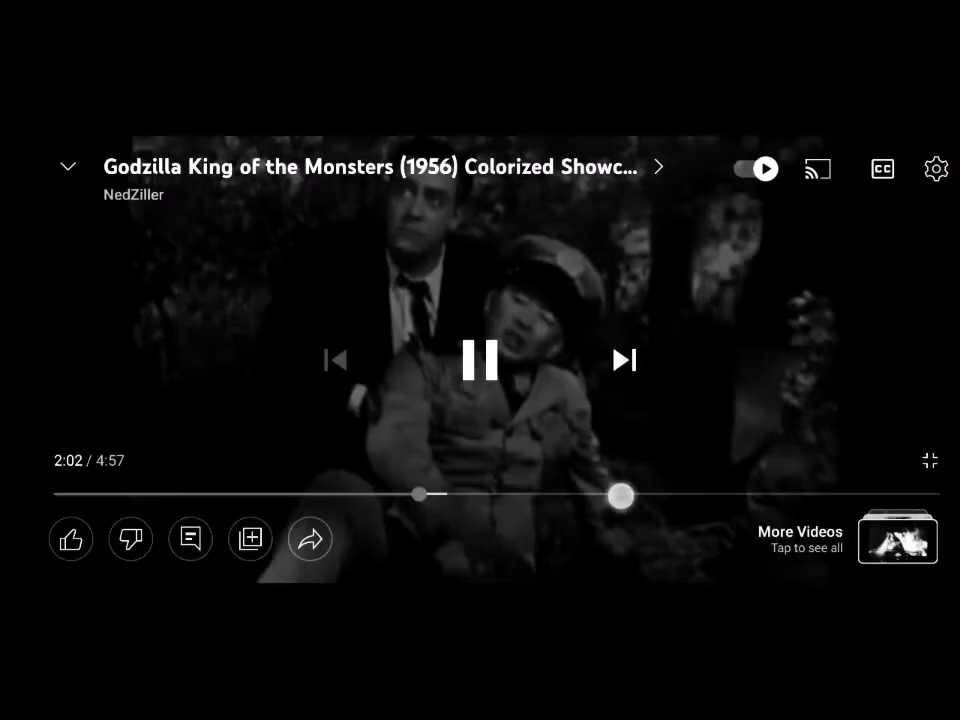 Godzilla King of the Monsters (1956) Colorized Showc...
NedZiller
CC
2:02 / 4:57
More Videos
Tap to see all